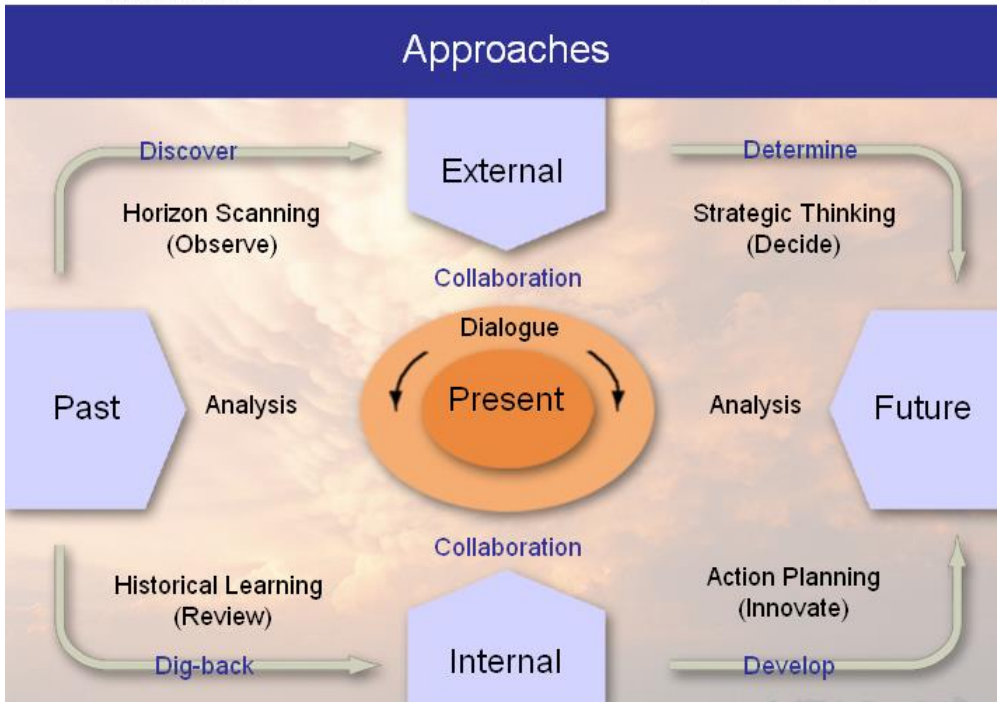 Approaches
Discover
External
Determine
Horizon Scanning
(Observe)
Strategic Thinking
(Decide)
Collaboration
Dialogue
Past
Analysis
Present
Analysis
Future
Collaboration
Historical Learning
(Review)
Action Planning
(Innovate)
Dig-back
Internal
Develop